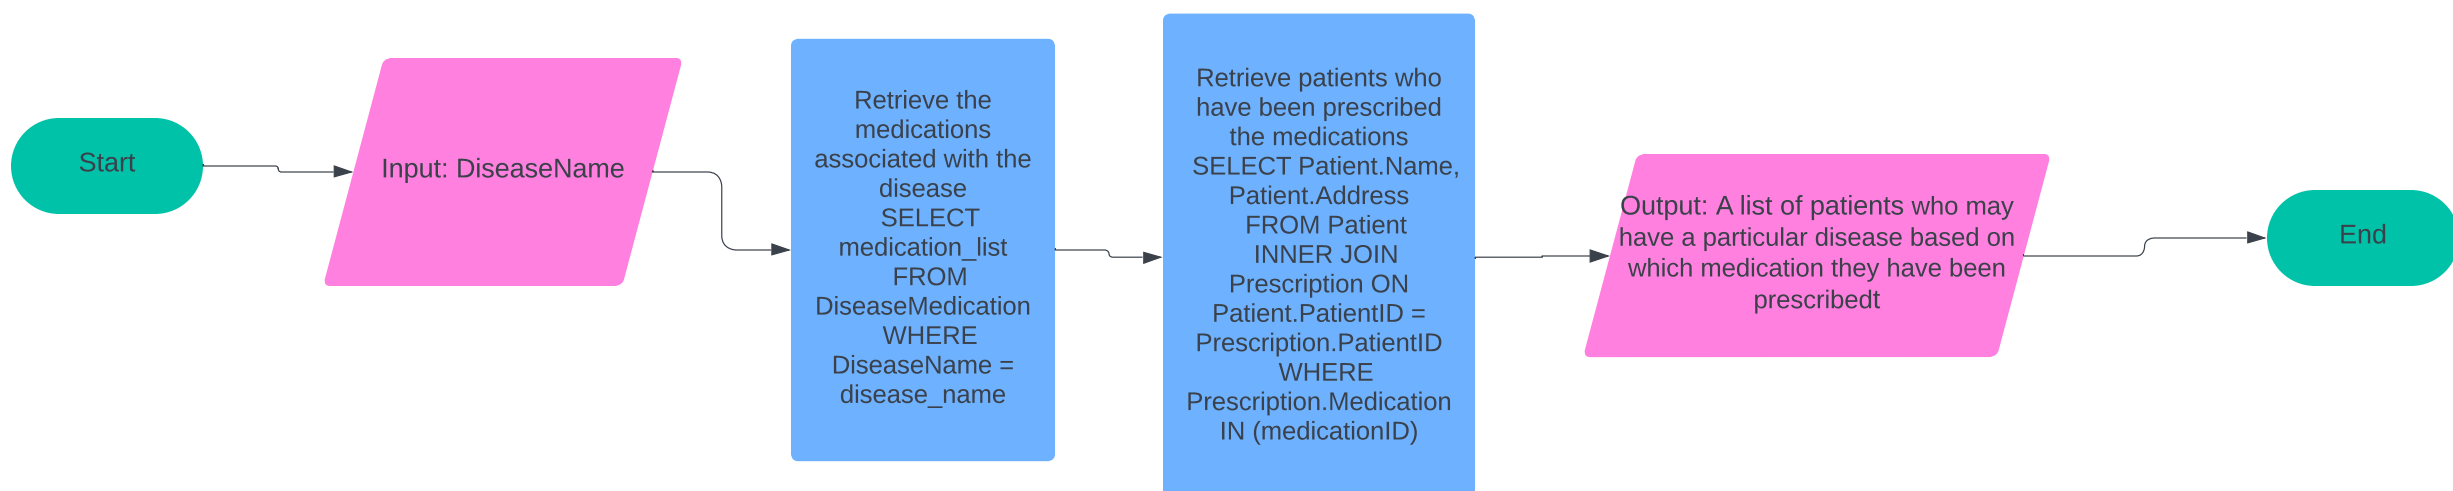 Start
Input: DiseaseName
Retrieve the
medications
associated with the
disease
SELECT
medication_list
FROM
DiseaseMedication
WHERE
DiseaseName =
disease_name
Retrieve patients who
have been prescribed
the medications
SELECT Patient.Name,
Patient.Address
FROM Patient
INNER JOIN
Prescription ON
Patient.PatientID =
Prescription.PatientID
WHERE
Prescription.Medication
IN (medicationID)
Output: A list of patients who may
have a particular disease based on
which medication they have been
prescribedt
End